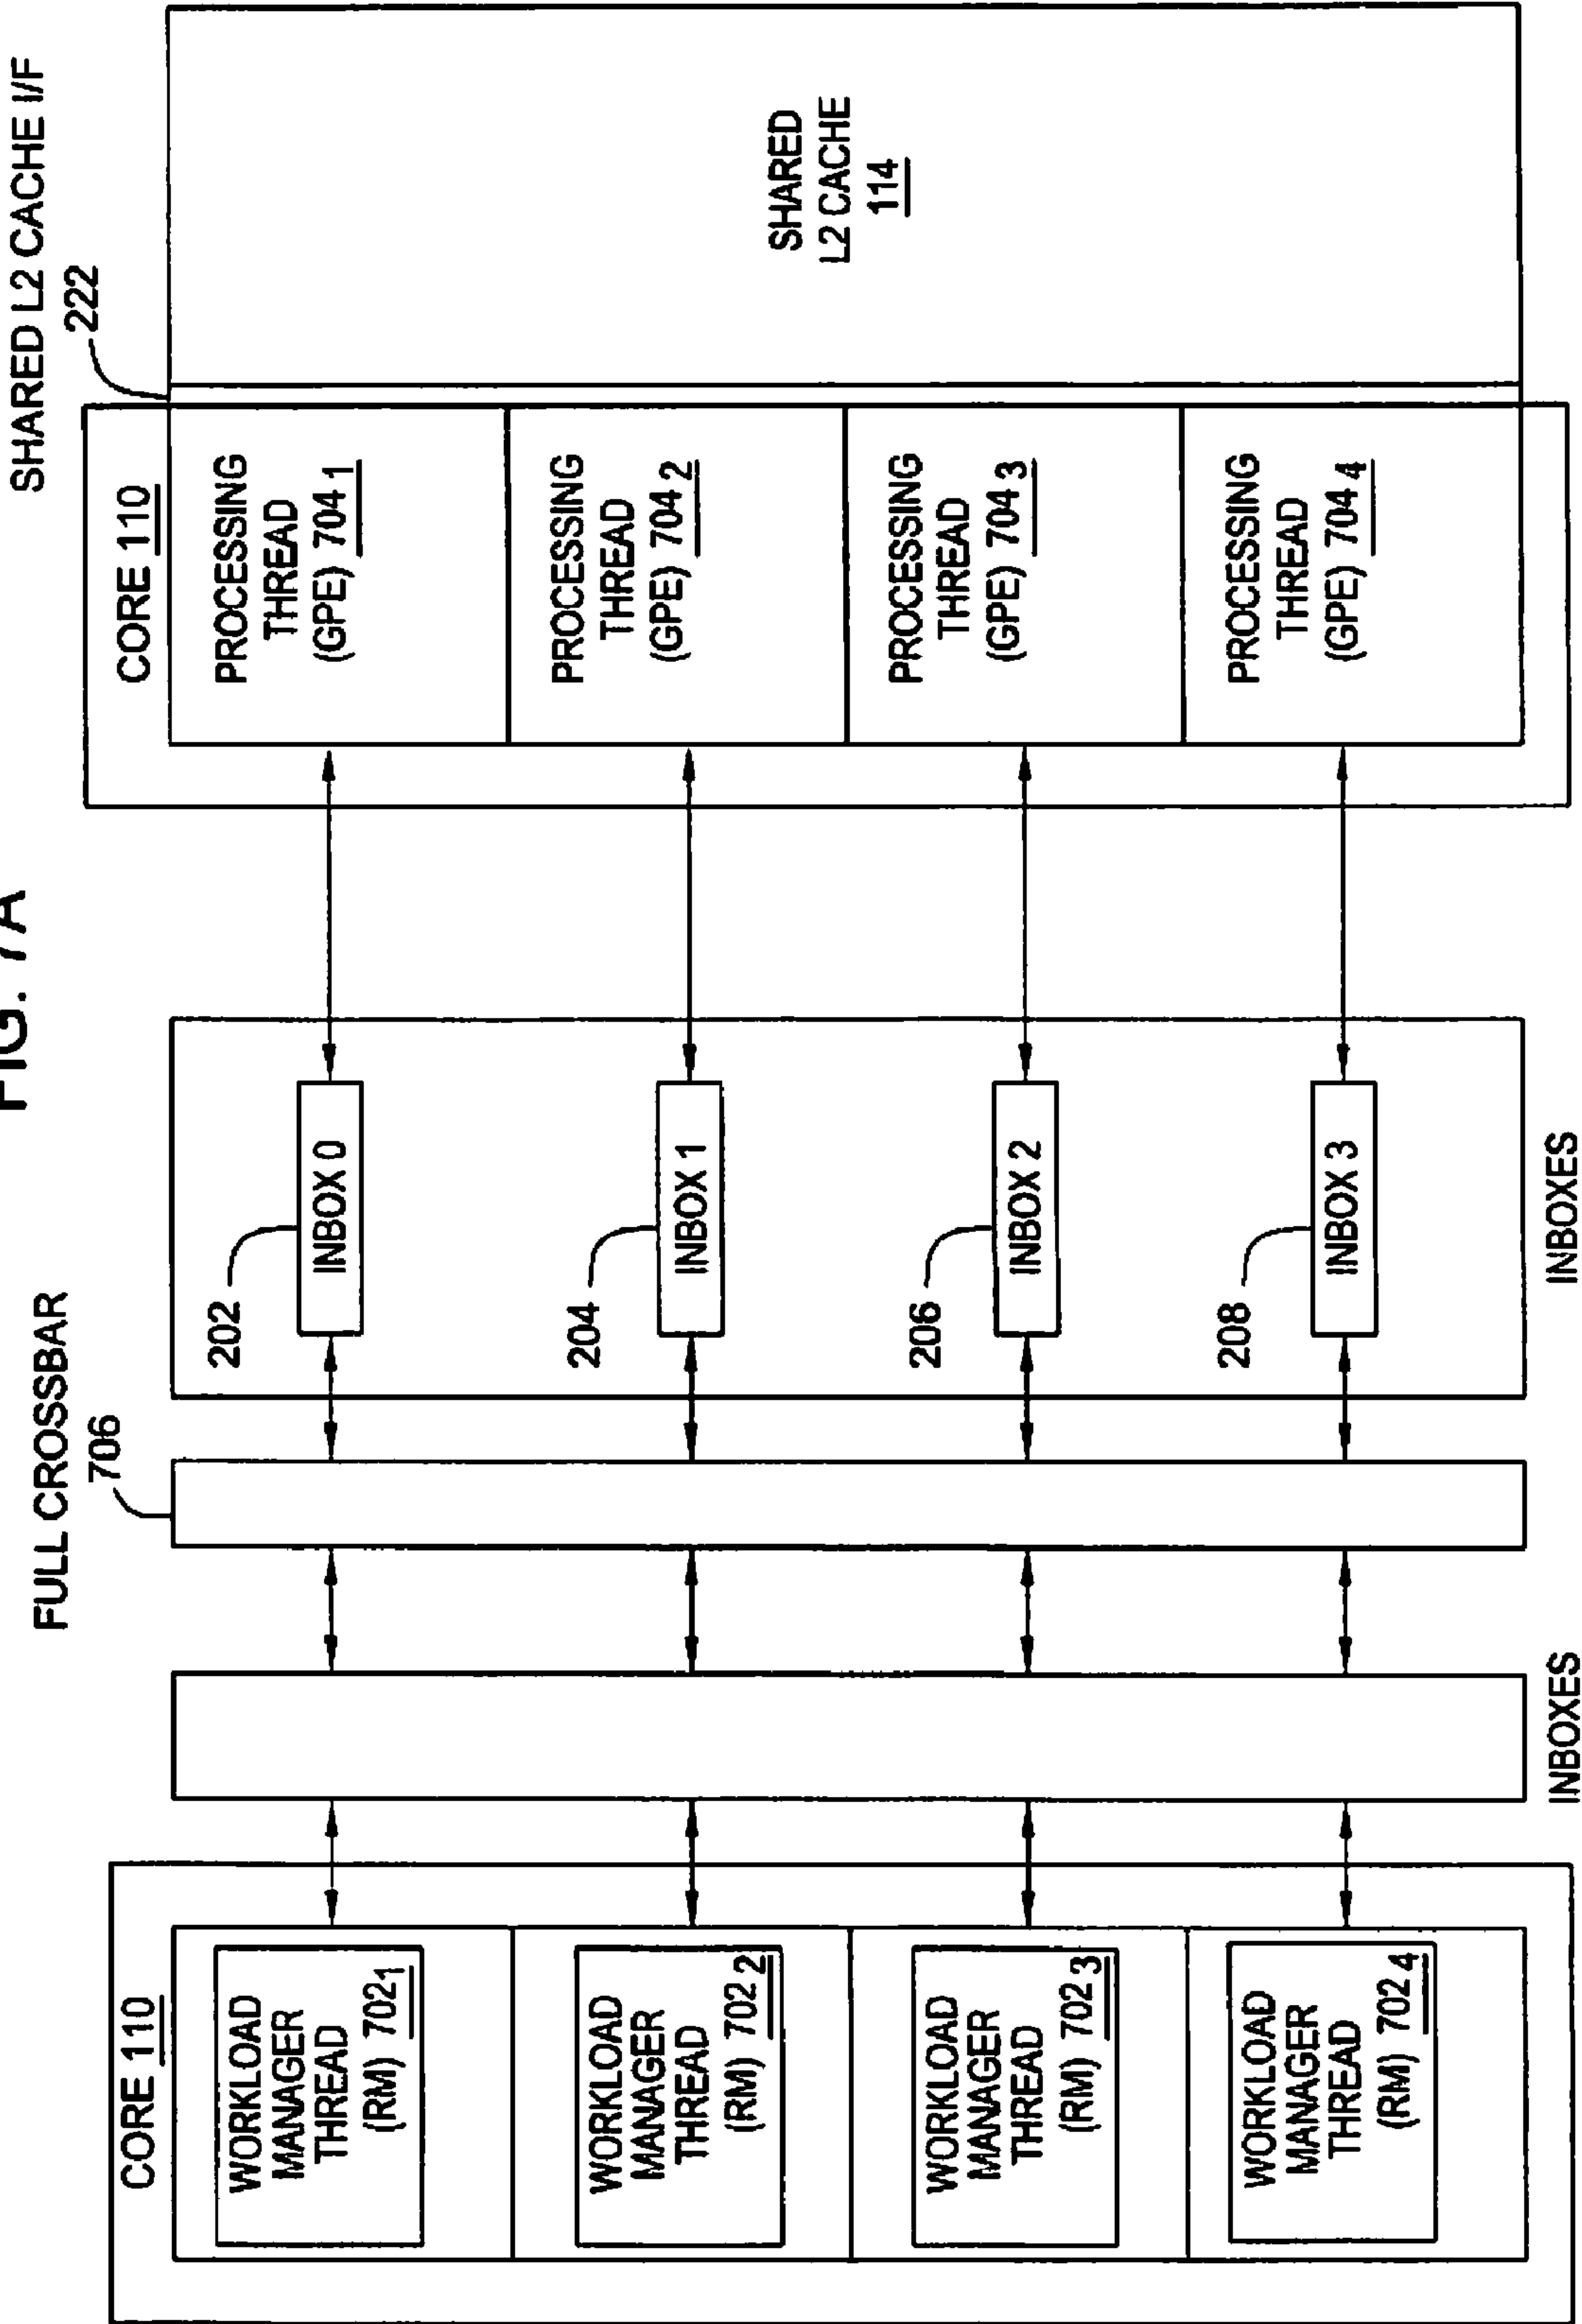 FIG. 7A
SHARED L2 CACHE I/F
222
FULL CROSSBAR
706
CORE 110
WORKLOAD
MANAGER
THREAD
(RM) 702 1
WORKLOAD
MANAGER
THREAD
(RM) 702 2
WORKLOAD
MANAGER
THREAD
(RM) 702 3
WORKLOAD
MANAGER
THREAD
(RM) 702 4
INBOXES
202
INBOX 0
204
INBOX 1
206
INBOX 2
208
INBOX 3
INBOXES
CORE 110
PROCESSING
THREAD
(GPE) 704 1
PROCESSING
THREAD
(GPE) 704 2
PROCESSING
THREAD
(GPE) 704 3
PROCESSING
THREAD
(GPE) 704 4
SHARED
L2 CACHE
114